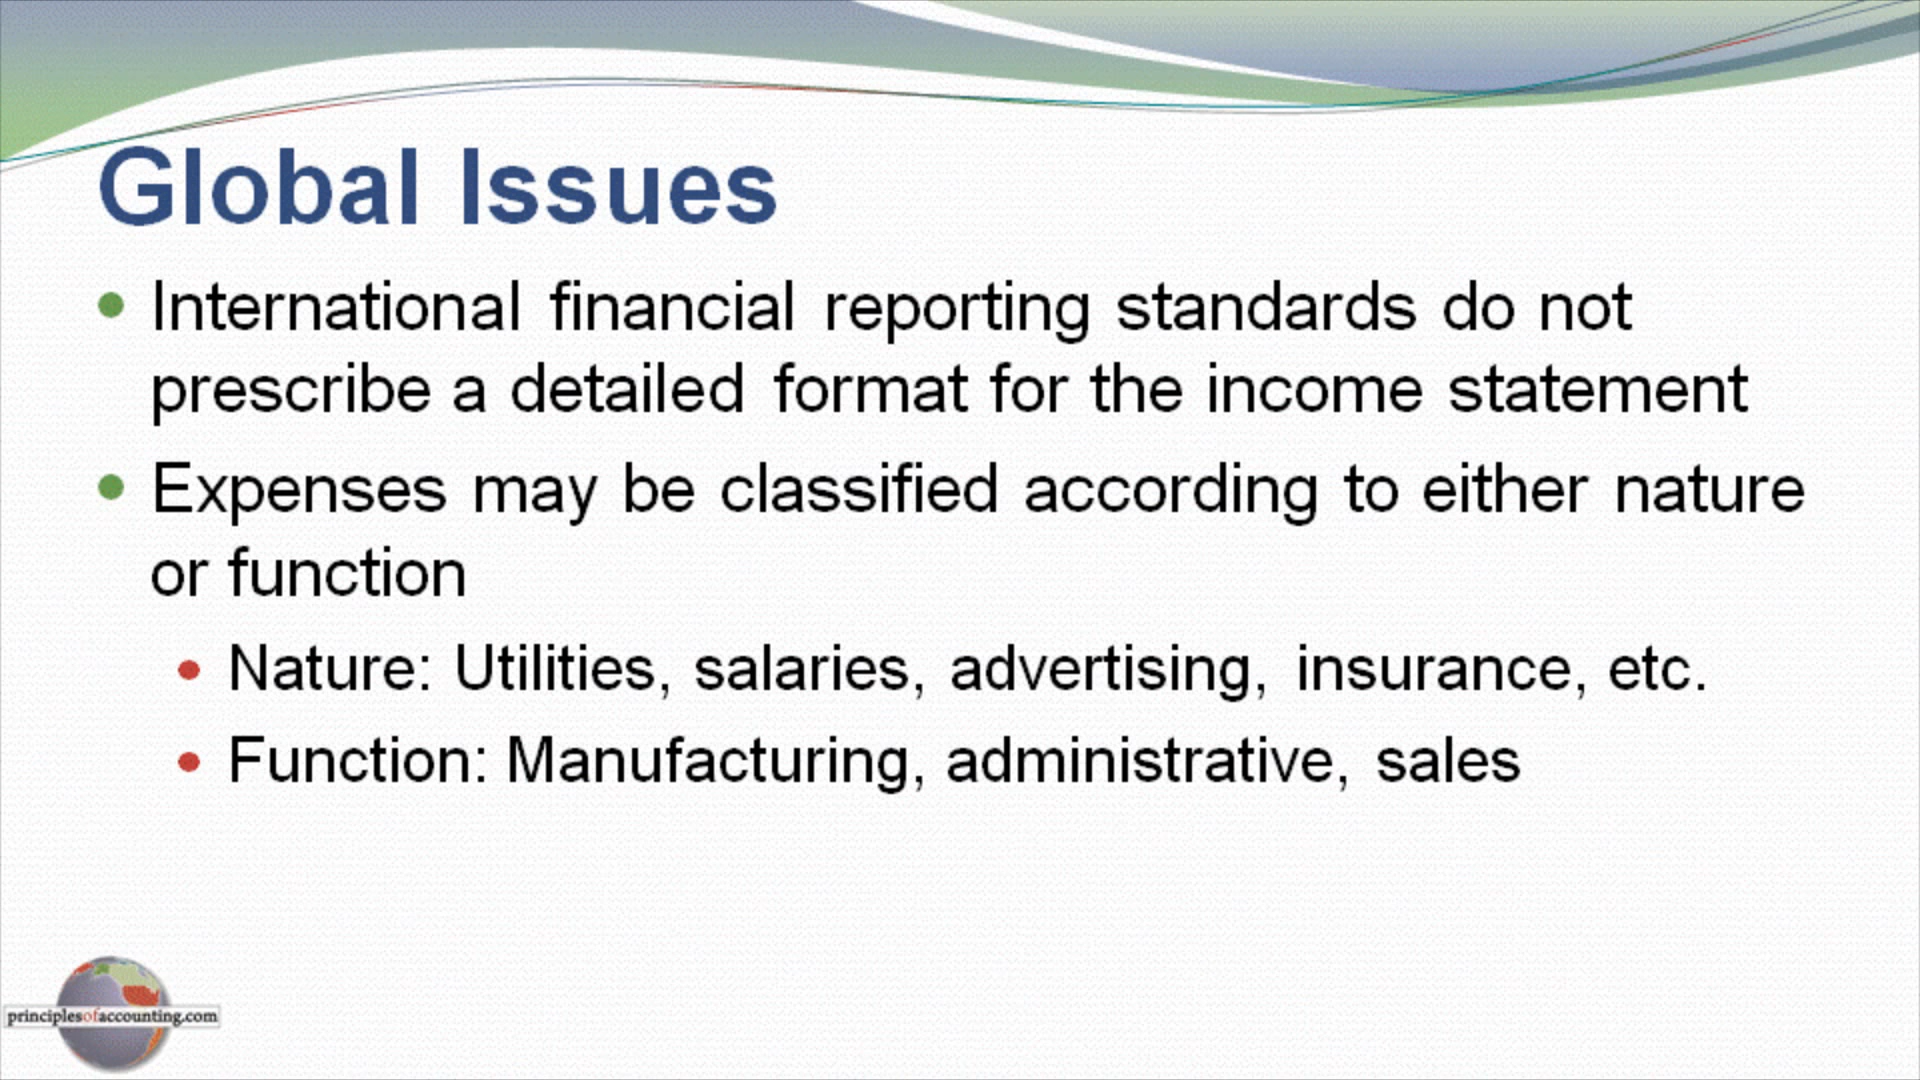 Global Issues
International financial reporting standards do not
prescribe a detailed format for the income statement
Expenses may be classified according to either nature
or function
Nature: Utilities, salaries, advertising, insurance, etc.
Function: Manufacturing, administrative, sales
principlesofaccounting.com